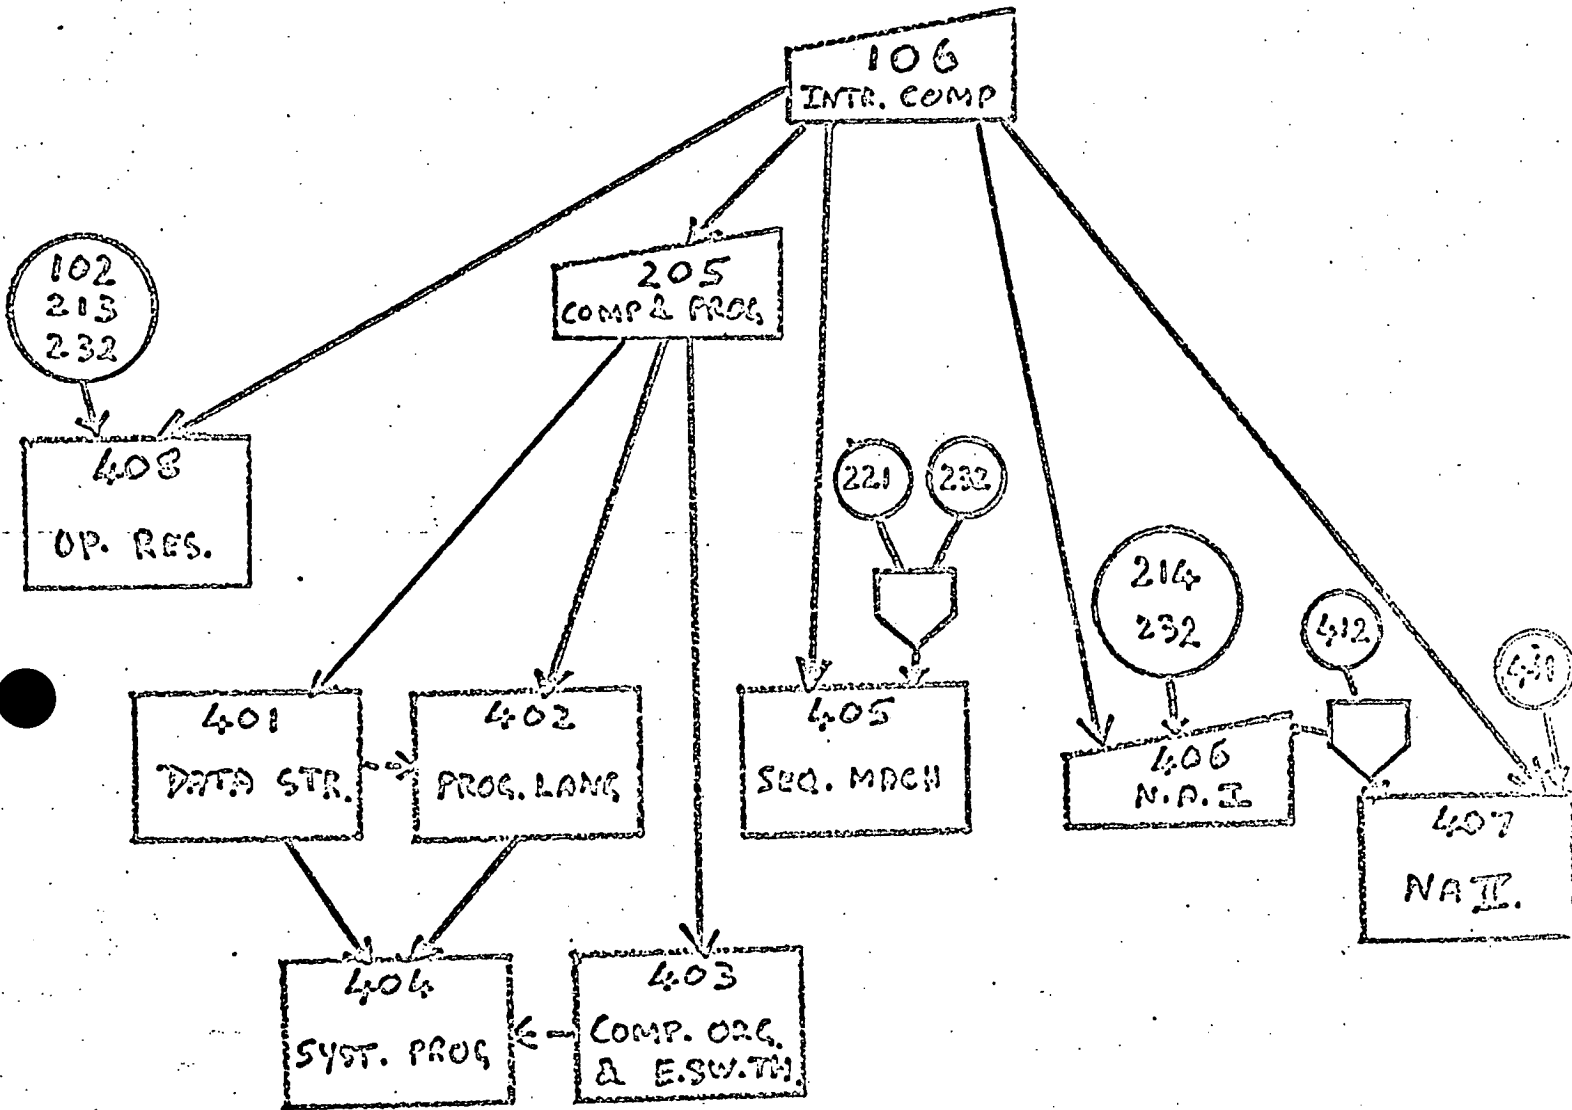 106
INTR. COMP
102
213
232
205
COMP & PROG
408
OP. RES.
221
232
214
232
412
401
DATA STR.
402
PROG. LANG
405
SEQ. MACH
406
N.A. I
407
NA II.
404
SYST. PROG
403
COMP. ORG.
& E.SW.TH.